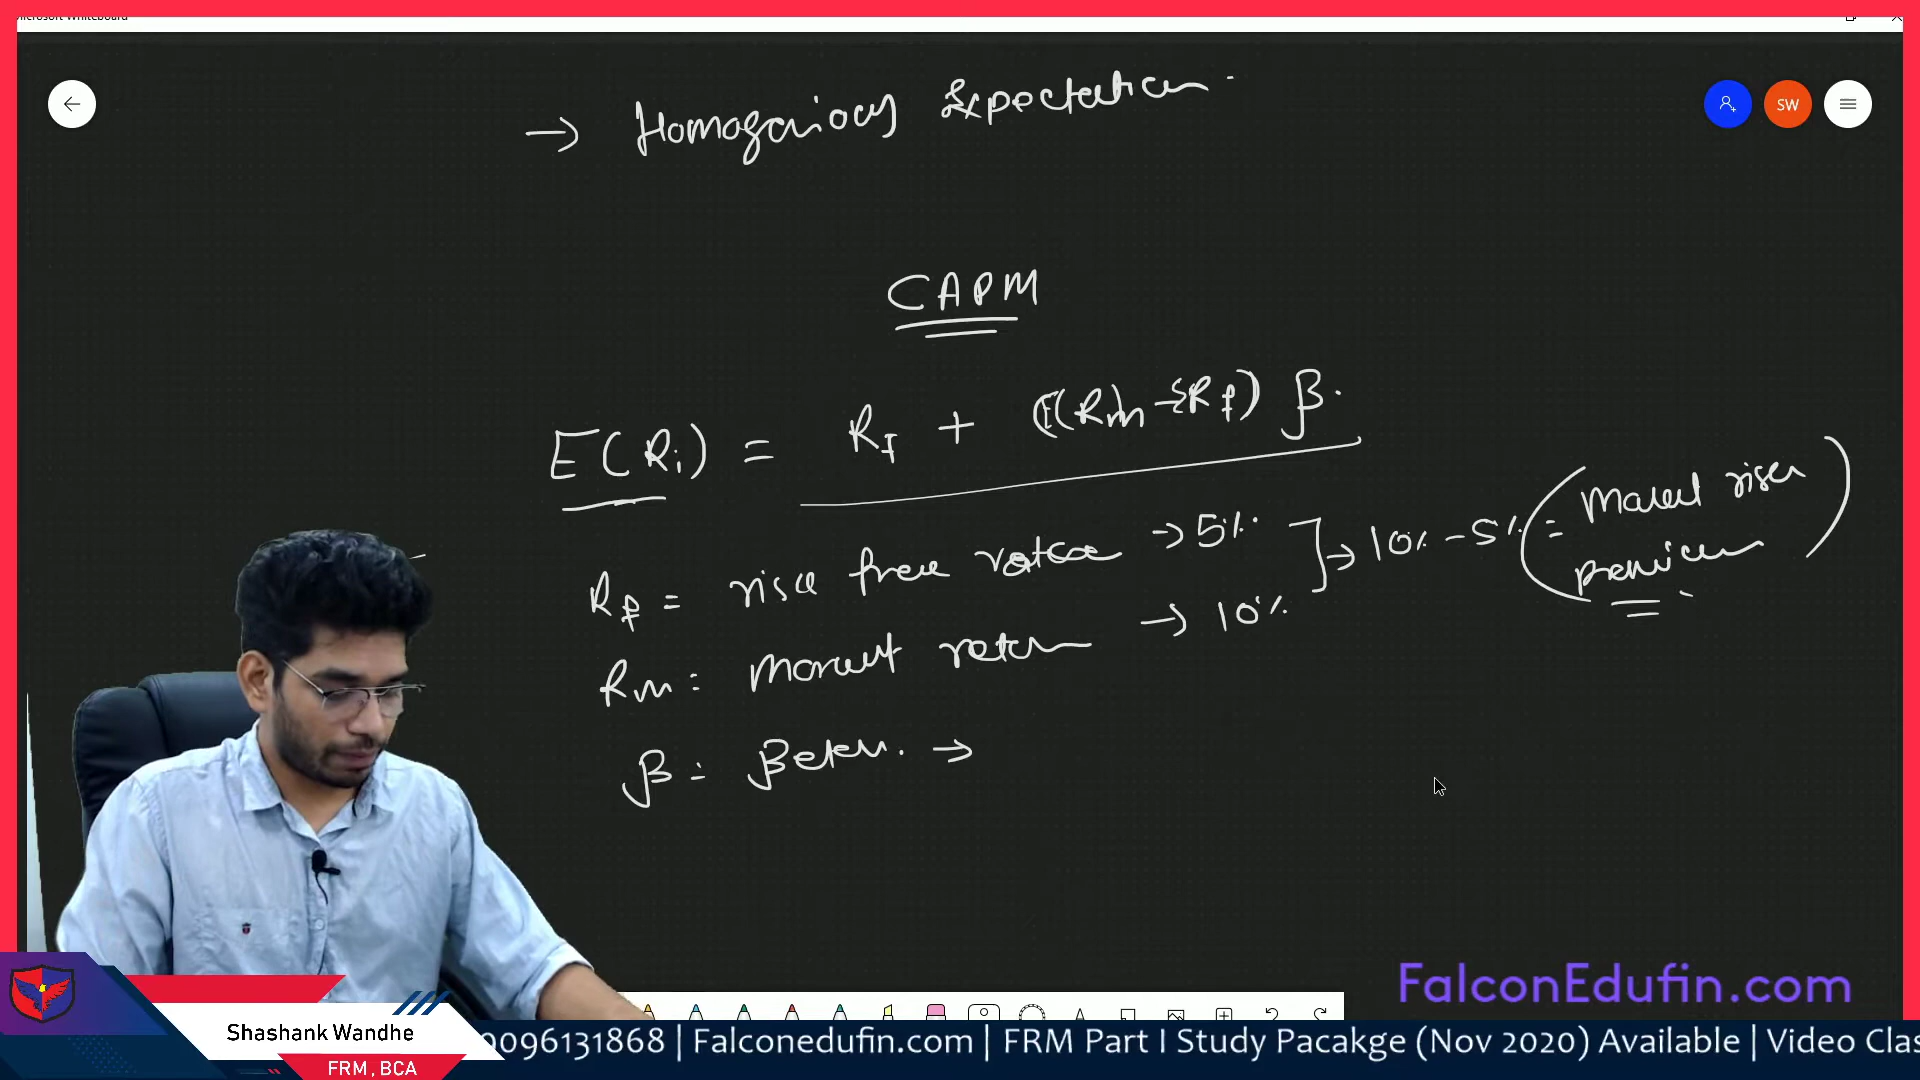 Microsoft Whiteboard
→ Homogenious Expectation
SW
CAPM
E(Ri) = Rf + (E(Rm) - Rf) β.
Rf = risk free rate → 5%
Rm = Market return → 10%
→ 10% - 5% = Market risk premium
β = Beta. →
FalconEdufin.com
Shashank Wandhe
FRM, BCA
0096131868 | Falconedufin.com | FRM Part I Study Pacakge (Nov 2020) Available | Video Clas